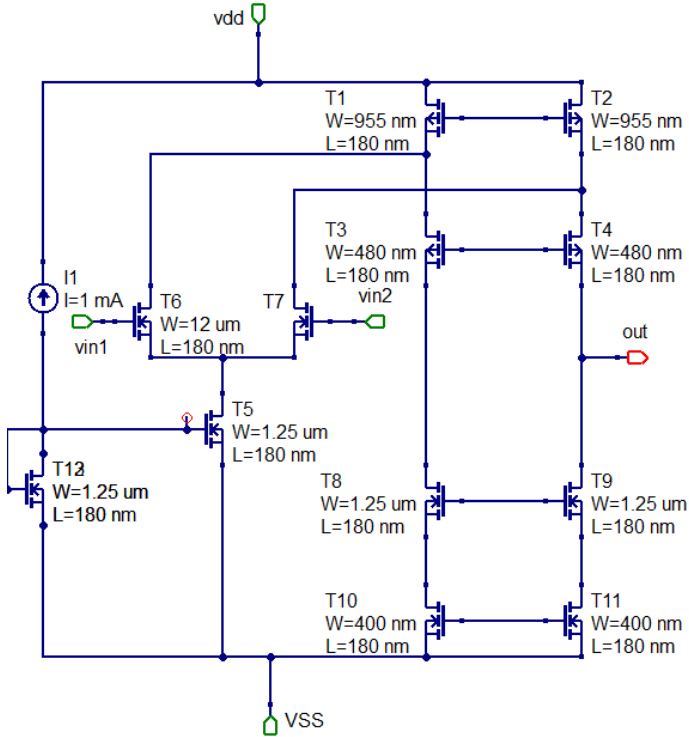 vdd
T1
W=955 nm
L=180 nm
T2
W=955 nm
L=180 nm
T3
W=480 nm
L=180 nm
T4
W=480 nm
L=180 nm
I1
I=1 mA
T6
W=12 um
L=180 nm
T7
vin2
vin1
out
T5
W=1.25 um
L=180 nm
W=1.25 um
L=180 nm
T8
W=1.25 um
L=180 nm
T9
W=1.25 um
L=180 nm
T10
W=400 nm
L=180 nm
T11
W=400 nm
L=180 nm
VSS